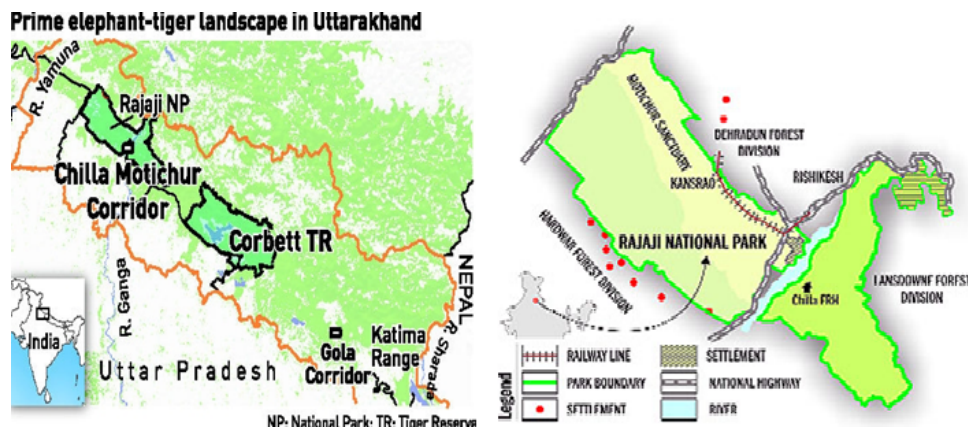 Prime elephant-tiger landscape in Uttarakhand
R. Yamuna
Rajaji NP
Chilla Motichur
Corridor
Corbett TR
R. Ganga
NEPAL
India
Uttar Pradesh
Gola
Corridor
Katima
Range
R. Sharada
NP: National Park; TR: Tiger Reserve
MOTICHUR SANCTUARY
DEHRADUN FOREST
DIVISION
KANSRAO
RISHIKESH
RAJAJI NATIONAL PARK
HARDWAR FOREST DIVISION
LANSDOWNE FOREST
DIVISION
Chilla FRH
Legend
RAILWAY LINE
SETTLEMENT
PARK BOUNDARY
NATIONAL HIGHWAY
SETTLEMENT
RIVER